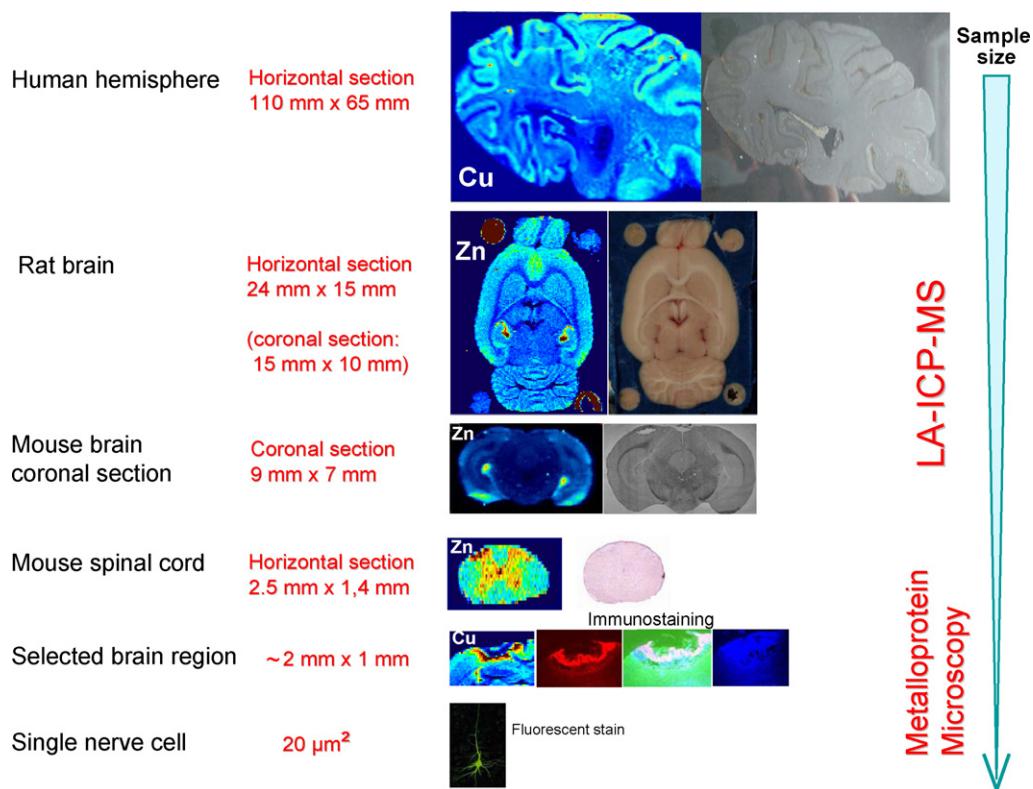 Sample
size
Human hemisphere
Horizontal section
110 mm x 65 mm
Cu
Rat brain
Horizontal section
24 mm x 15 mm
(coronal section:
15 mm x 10 mm)
Zn
LA-ICP-MS
Mouse brain
coronal section
Coronal section
9 mm x 7 mm
Zn
Mouse spinal cord
Horizontal section
2.5 mm x 1,4 mm
Zn
Immunostaining
Selected brain region
~2 mm x 1 mm
Cu
Metalloprotein
Microscopy
Single nerve cell
20 µm²
Fluorescent stain